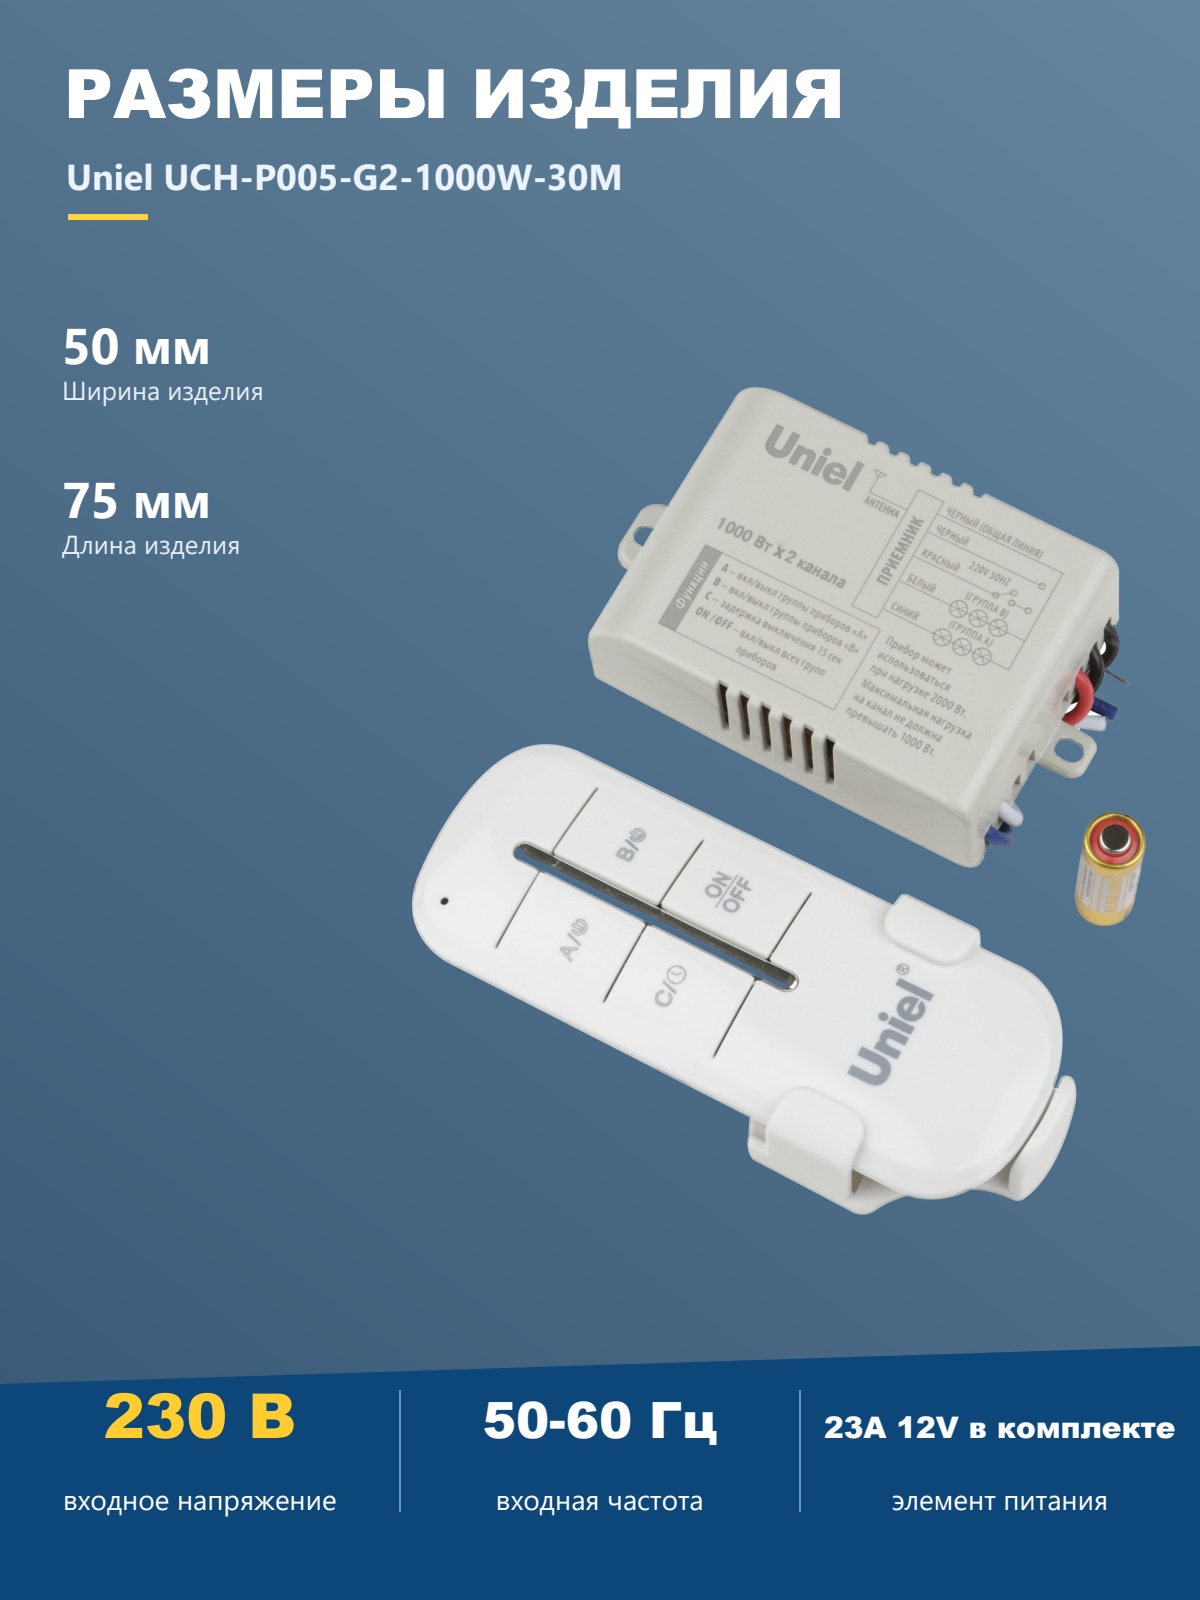 РАЗМЕРЫ ИЗДЕЛИЯ
Uniel UCH-P005-G2-1000W-30M
50 мм
Ширина изделия
75 мм
Длина изделия
Uniel
АНТЕННА
ПРИЕМНИК
ЧЕРНЫЙ (ОБЩАЯ ЛИНИЯ)
ЧЕРНЫЙ
КРАСНЫЙ
220V 50HZ
БЕЛЫЙ
(ГРУППА B)
СИНИЙ
(ГРУППА A)
1000 Вт x 2 канала
Функции
A – вкл/выкл группы приборов «A»
B – вкл/выкл группы приборов «B»
C – задержка выключения 15 сек
ON / OFF – вкл/выкл всех групп
приборов
Прибор может
использоваться
при нагрузке 2000 Вт.
Максимальная нагрузка
на канал не должна
превышать 1000 Вт.
B/
ON
OFF
A/
C/
Uniel®
230 В
входное напряжение
50-60 Гц
входная частота
23A 12V в комплекте
элемент питания